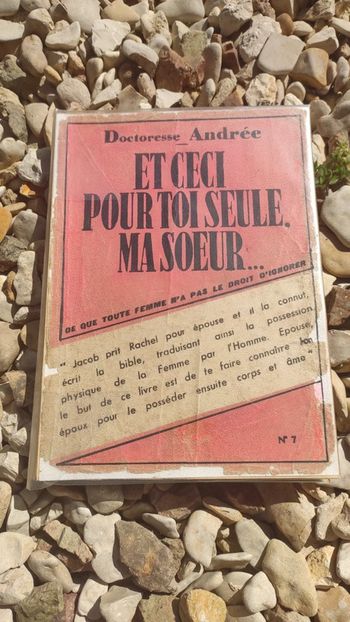 Doctoresse Andrée
ET CECI
POUR TOI SEULE,
MA SOEUR...
CE QUE TOUTE FEMME N'A PAS LE DROIT D'IGNORER
" Jacob prit Rachel pour épouse et il la connut,
écrit la bible, traduisant ainsi la possession
physique de la Femme par l'Homme. Epouse,
le but de ce livre est de te faire connaître ton
époux pour le posséder ensuite corps et âme "
N° 7